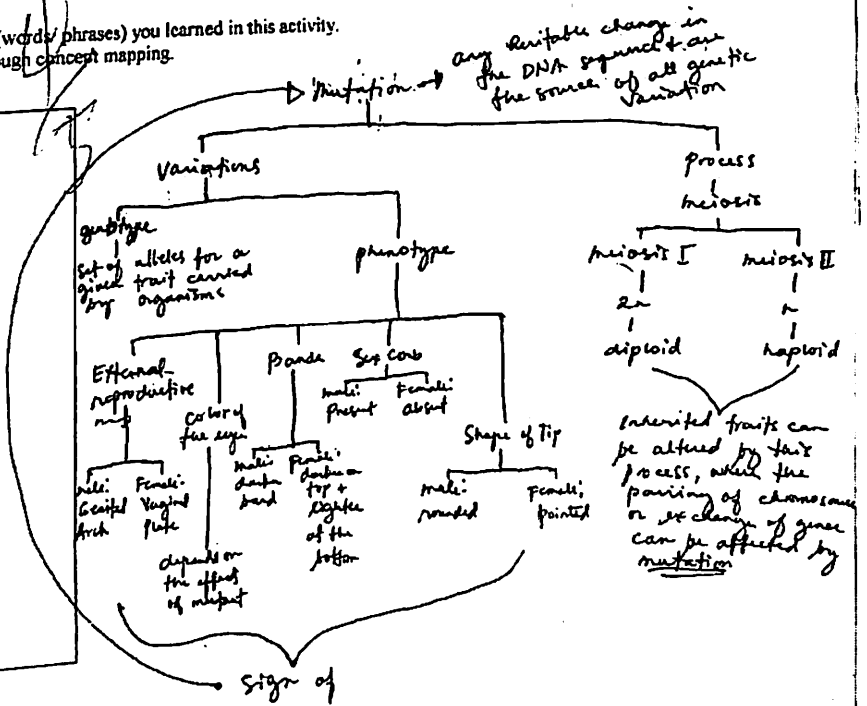 (words/ phrases) you learned in this activity.
ough concept mapping.
Mutation → any heritable change in
the DNA sequence & are
the sources of all genetic
variation
Variations
process
meiosis
genotype
set of alleles for a
given trait carried
by organisms
phenotype
meiosis I
meiosis II
2n
n
diploid
haploid
External
reproductive
color of
the eye
Bands
Sex Comb
male:
present
Female:
absent
Shape of Tip
male:
Genital
Arch
Female:
Vaginal
Plate
male:
darker
band
Female:
darker on
top +
lighter
at the
bottom
male:
rounded
Female:
pointed
depends on
the effect
of mutant
Inherited traits can
be altered by this
process, when the
pairing of chromosome
or exchange of genes
can be affected by
mutation
Sign of